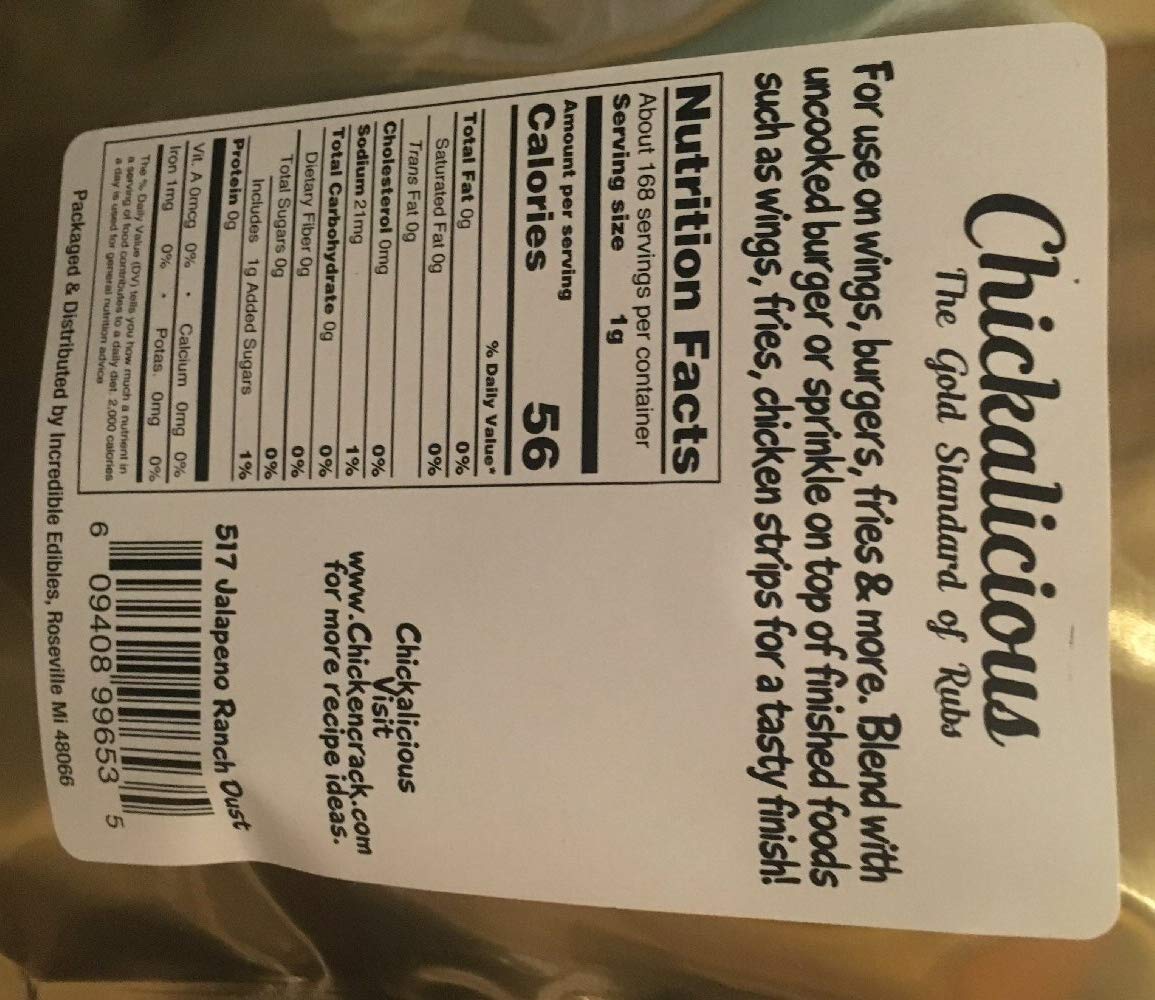 Chickalicious
The Gold Standard of Rubs
For use on wings, burgers, fries & more. Blend with
uncooked burger or sprinkle on top of finished foods
such as wings, fries, chicken strips for a tasty finish!
Nutrition Facts
About 168 servings per container
Serving size 1g
Amount per serving
Calories 56
% Daily Value*
Total Fat 0g 0%
Saturated Fat 0g 0%
Trans Fat 0g
Cholesterol 0mg 0%
Sodium 21mg 1%
Total Carbohydrate 0g 0%
Dietary Fiber 0g 0%
Total Sugars 0g 0%
Includes 1g Added Sugars 1%
Protein 0g
Vit. A 0mcg 0% • Calcium 0mg 0%
Iron 1mg 0% • Potas. 0mg 0%
The % Daily Value (DV) tells you how much a nutrient in
a serving of food contributes to a daily diet. 2,000 calories
a day is used for general nutrition advice
Chickalicious
Visit
www.Chickencrack.com
for more recipe ideas.
517 Jalapeno Ranch Dust
6 09408 99653 5
Packaged & Distributed by Incredible Edibles, Roseville Mi 48066